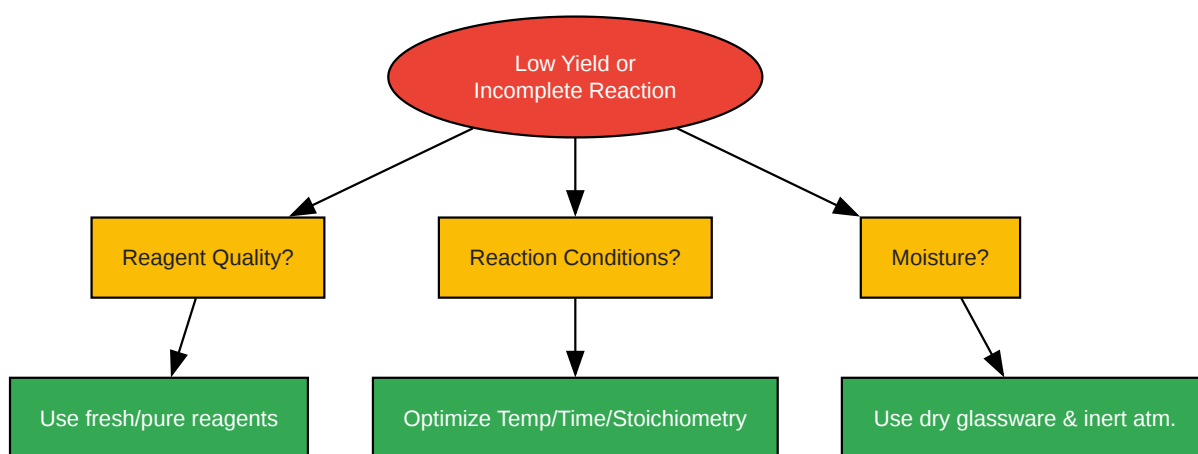 Low Yield or
Incomplete Reaction
Reagent Quality?
Reaction Conditions?
Moisture?
Use fresh/pure reagents
Optimize Temp/Time/Stoichiometry
Use dry glassware & inert atm.